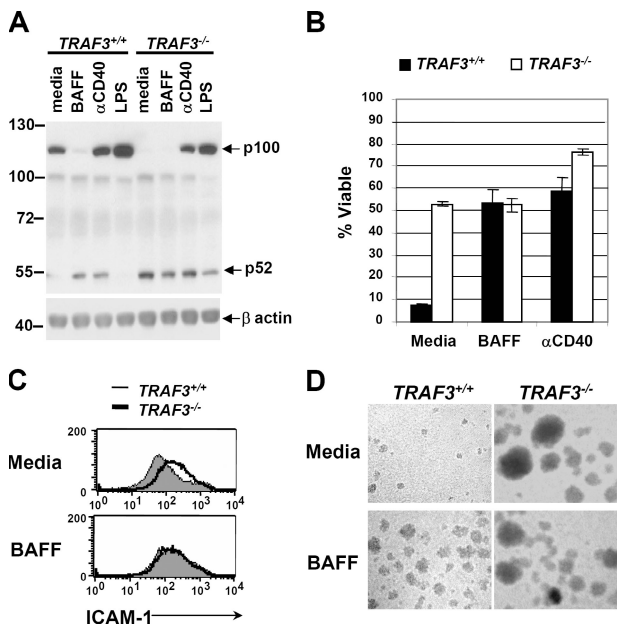 A
TRAF3+/+ TRAF3-/-
media BAFF αCD40 LPS media BAFF αCD40 LPS
130
p100
100
72
55
p52
40
β actin
B
TRAF3+/+ TRAF3-/-
% Viable
100
90
80
70
60
50
40
30
20
10
0
Media BAFF αCD40
C
TRAF3+/+
TRAF3-/-
Media
200
0
10^0 10^1 10^2 10^3 10^4
BAFF
200
0
10^0 10^1 10^2 10^3 10^4
ICAM-1
D
TRAF3+/+ TRAF3-/-
Media
BAFF